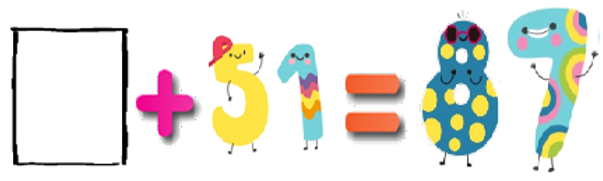 □ + 51 = 87